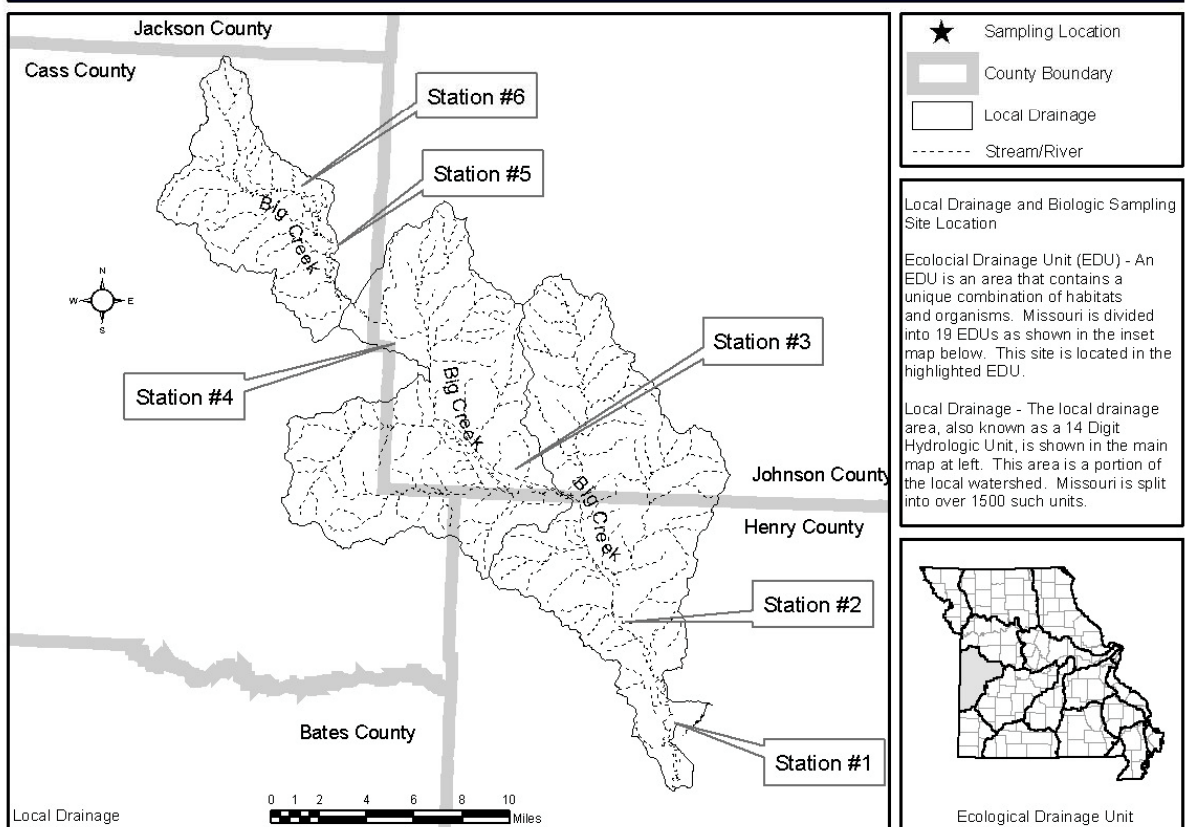 Jackson County
Cass County
Station #6
Station #5
Big Creek
N
W E
S
Station #3
Station #4
Big Creek
Johnson County
Big Creek
Henry County
Station #2
Bates County
Station #1
0 1 2 4 6 8 10
Miles
Local Drainage
Sampling Location
County Boundary
Local Drainage
Stream/River
Local Drainage and Biologic Sampling
Site Location
Ecolocial Drainage Unit (EDU) - An
EDU is an area that contains a
unique combination of habitats
and organisms. Missouri is divided
into 19 EDUs as shown in the inset
map below. This site is located in the
highlighted EDU.
Local Drainage - The local drainage
area, also known as a 14 Digit
Hydrologic Unit, is shown in the main
map at left. This area is a portion of
the local watershed. Missouri is split
into over 1500 such units.
Ecological Drainage Unit